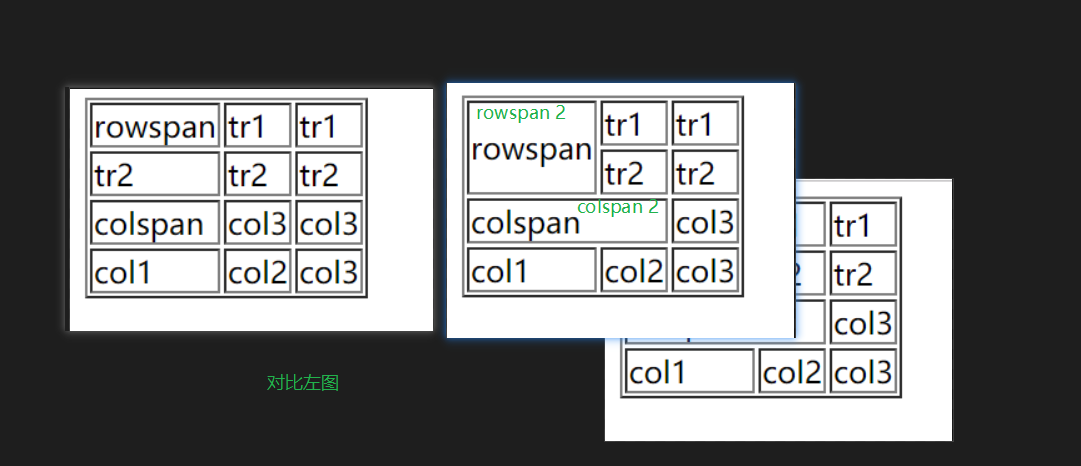 rowspan tr1 tr1
tr2 tr2 tr2
colspan col3 col3
col1 col2 col3
rowspan 2
rowspan tr1 tr1
tr2 tr2
colspan 2
colspan col3
col1 col2 col3
tr1
tr2
col3
col1 col2 col3
对比左图